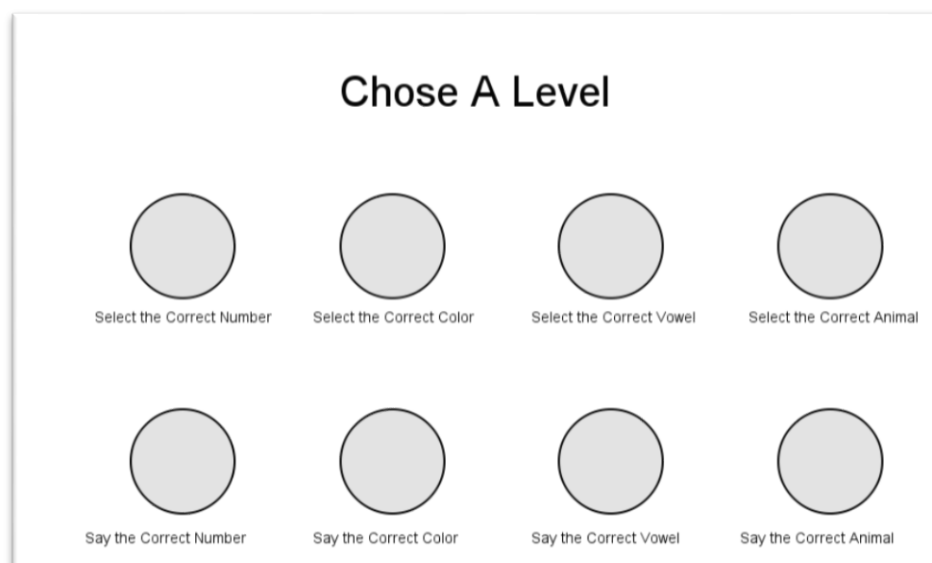 Chose A Level
Select the Correct Number
Select the Correct Color
Select the Correct Vowel
Select the Correct Animal
Say the Correct Number
Say the Correct Color
Say the Correct Vowel
Say the Correct Animal